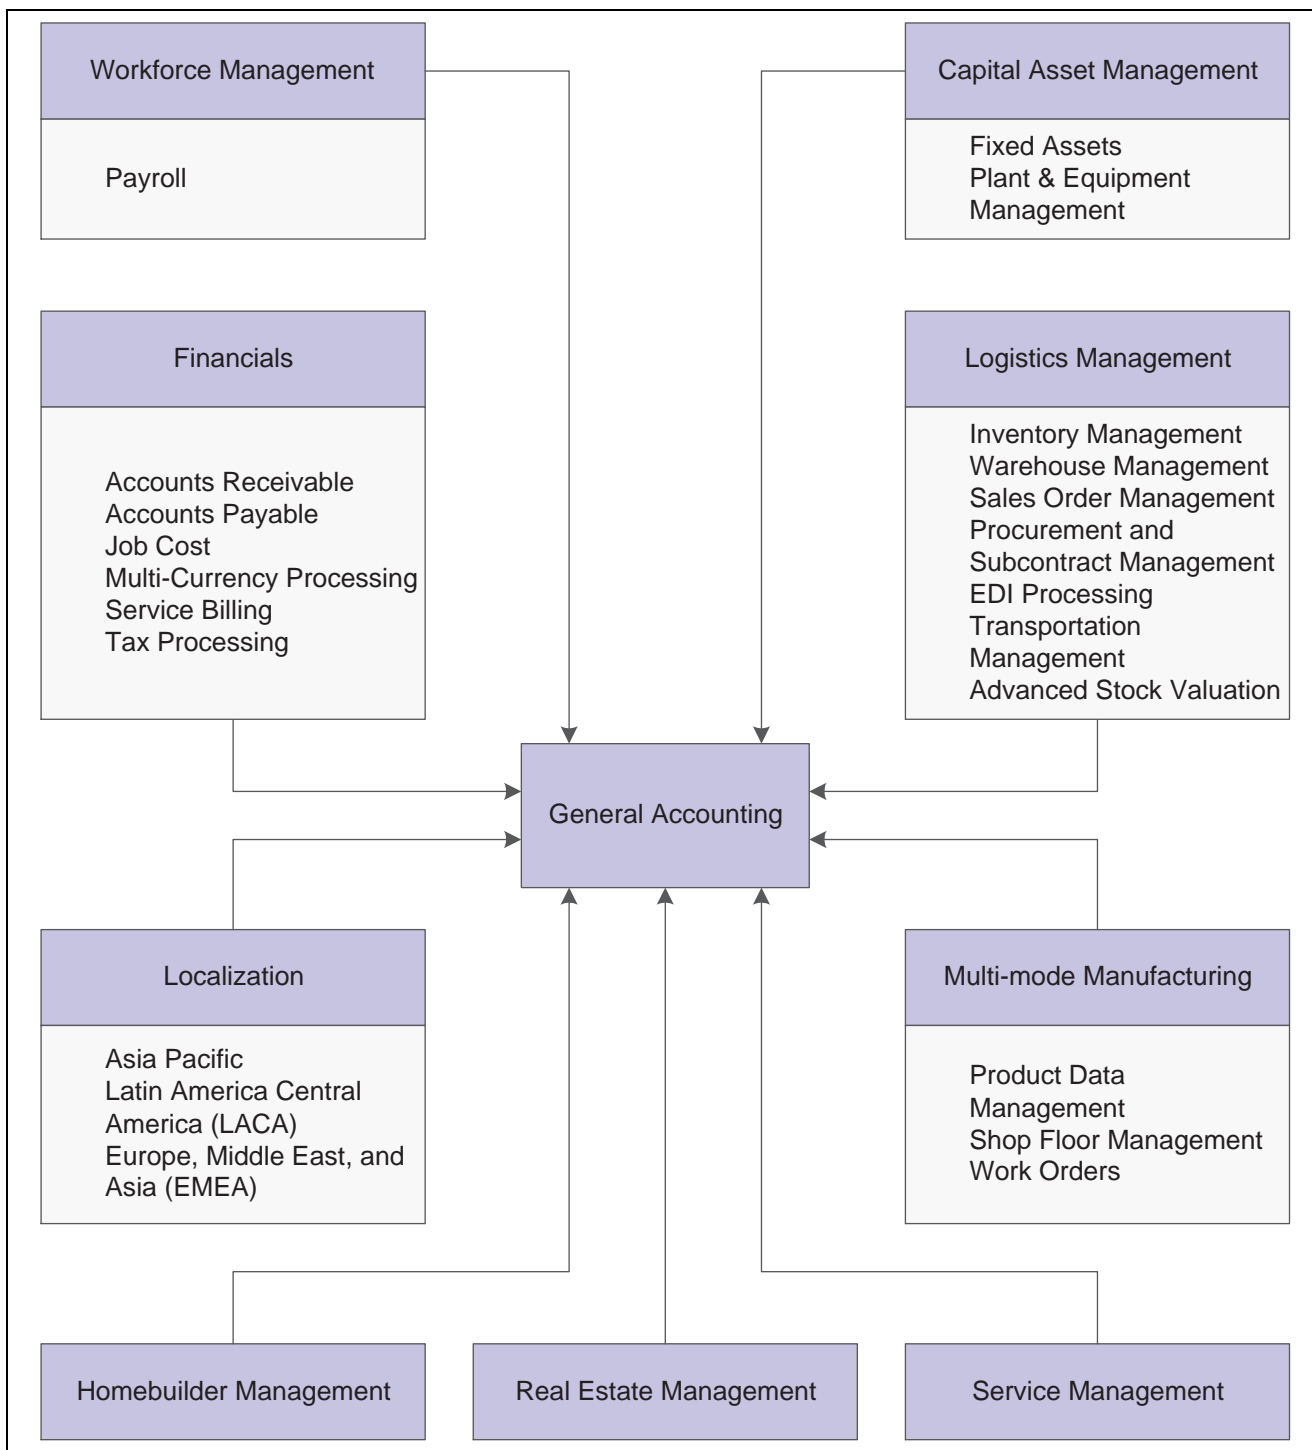 Workforce Management
Payroll
Capital Asset Management
Fixed Assets
Plant & Equipment
Management
Financials
Accounts Receivable
Accounts Payable
Job Cost
Multi-Currency Processing
Service Billing
Tax Processing
Logistics Management
Inventory Management
Warehouse Management
Sales Order Management
Procurement and
Subcontract Management
EDI Processing
Transportation
Management
Advanced Stock Valuation
General Accounting
Localization
Asia Pacific
Latin America Central
America (LACA)
Europe, Middle East, and
Asia (EMEA)
Multi-mode Manufacturing
Product Data
Management
Shop Floor Management
Work Orders
Homebuilder Management
Real Estate Management
Service Management